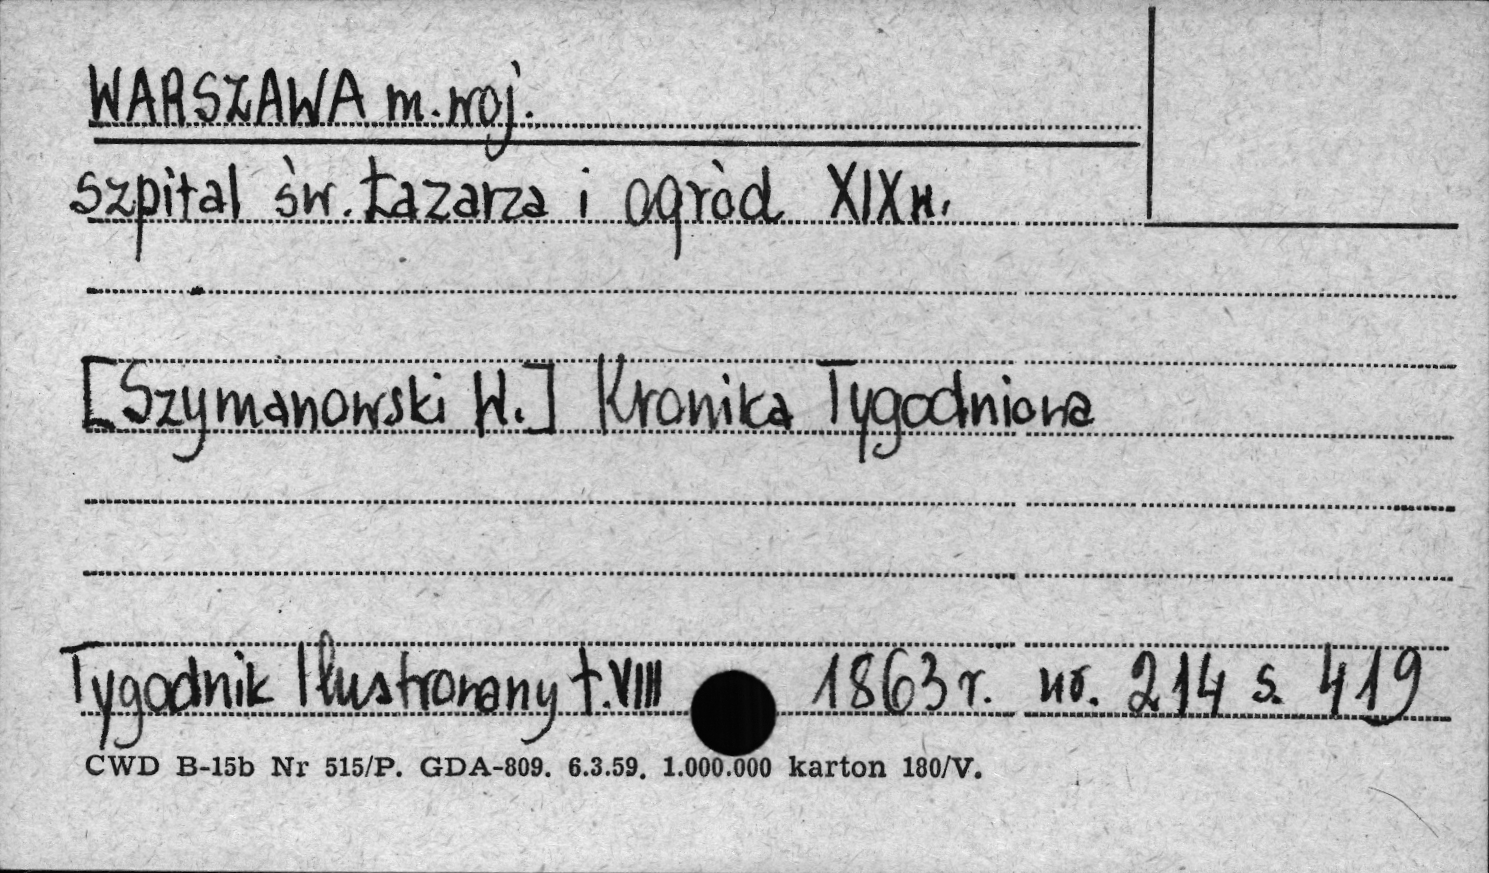 WARSZAWA m. woj.
szpital św. Łazarza i ogród XIX w.
[Szymanowski W.] Kronika Tygodniowa
Tygodnik Ilustrowany t. VIII 1863 r. nr. 214 s. 419
CWD B-15b Nr 515/P. GDA-809. 6.3.59. 1.000.000 karton 180/V.